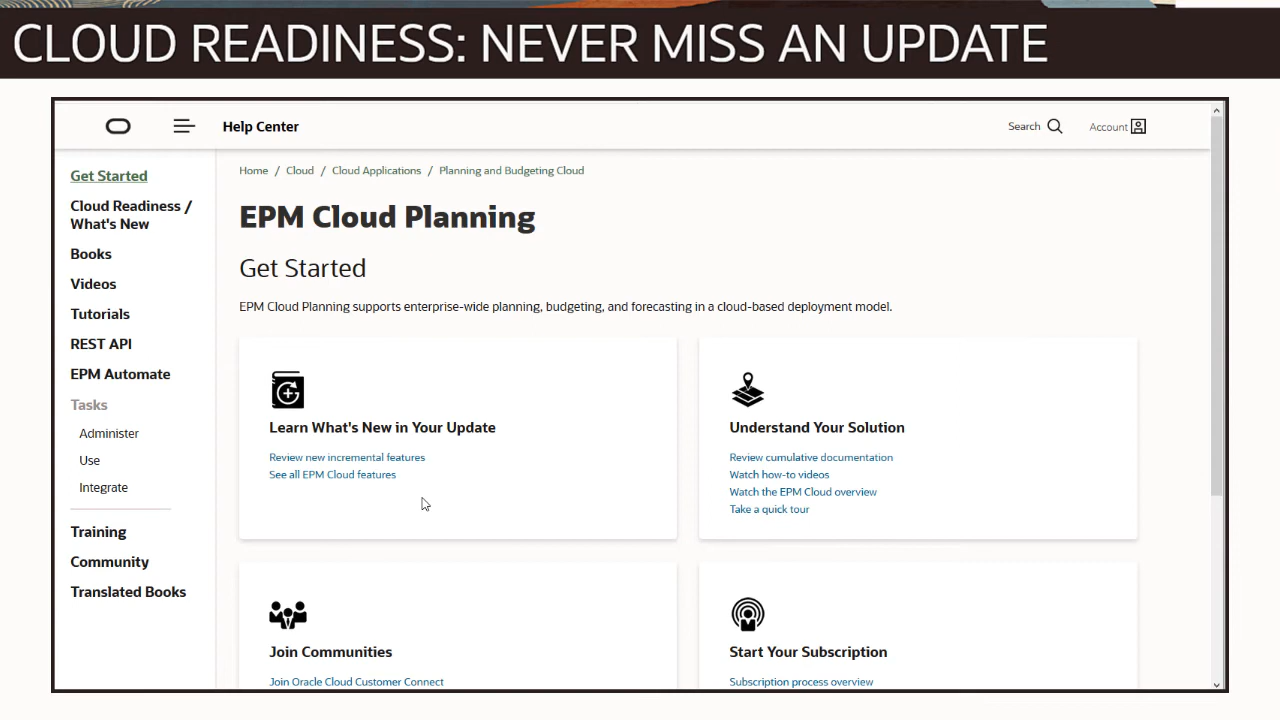 CLOUD READINESS: NEVER MISS AN UPDATE
Help Center
Search
Account
Get Started
Cloud Readiness /
What's New
Books
Videos
Tutorials
REST API
EPM Automate
Tasks
Administer
Use
Integrate
Training
Community
Translated Books
Home / Cloud / Cloud Applications / Planning and Budgeting Cloud
EPM Cloud Planning
Get Started
EPM Cloud Planning supports enterprise-wide planning, budgeting, and forecasting in a cloud-based deployment model.
Learn What's New in Your Update
Review new incremental features
See all EPM Cloud features
Understand Your Solution
Review cumulative documentation
Watch how-to videos
Watch the EPM Cloud overview
Take a quick tour
Join Communities
Join Oracle Cloud Customer Connect
Start Your Subscription
Subscription process overview